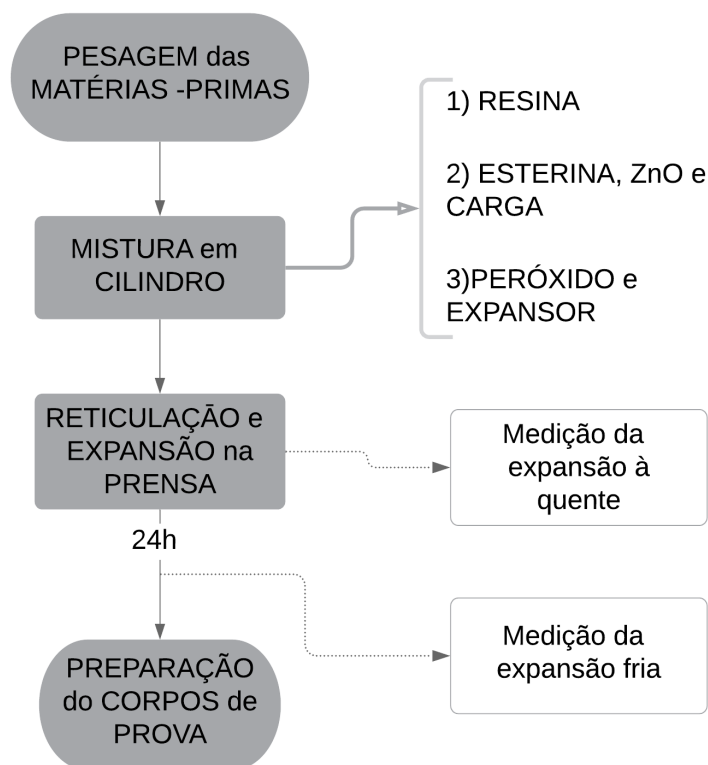 PESAGEM das
MATÉRIAS -PRIMAS
1) RESINA
2) ESTERINA, ZnO e
CARGA
3)PERÓXIDO e
EXPANSOR
MISTURA em
CILINDRO
RETICULAÇĀO e
EXPANSÃO na
PRENSA
Medição da
expansão à
quente
24h
Medição da
expansão fria
PREPARAÇÃO
do CORPOS de
PROVA